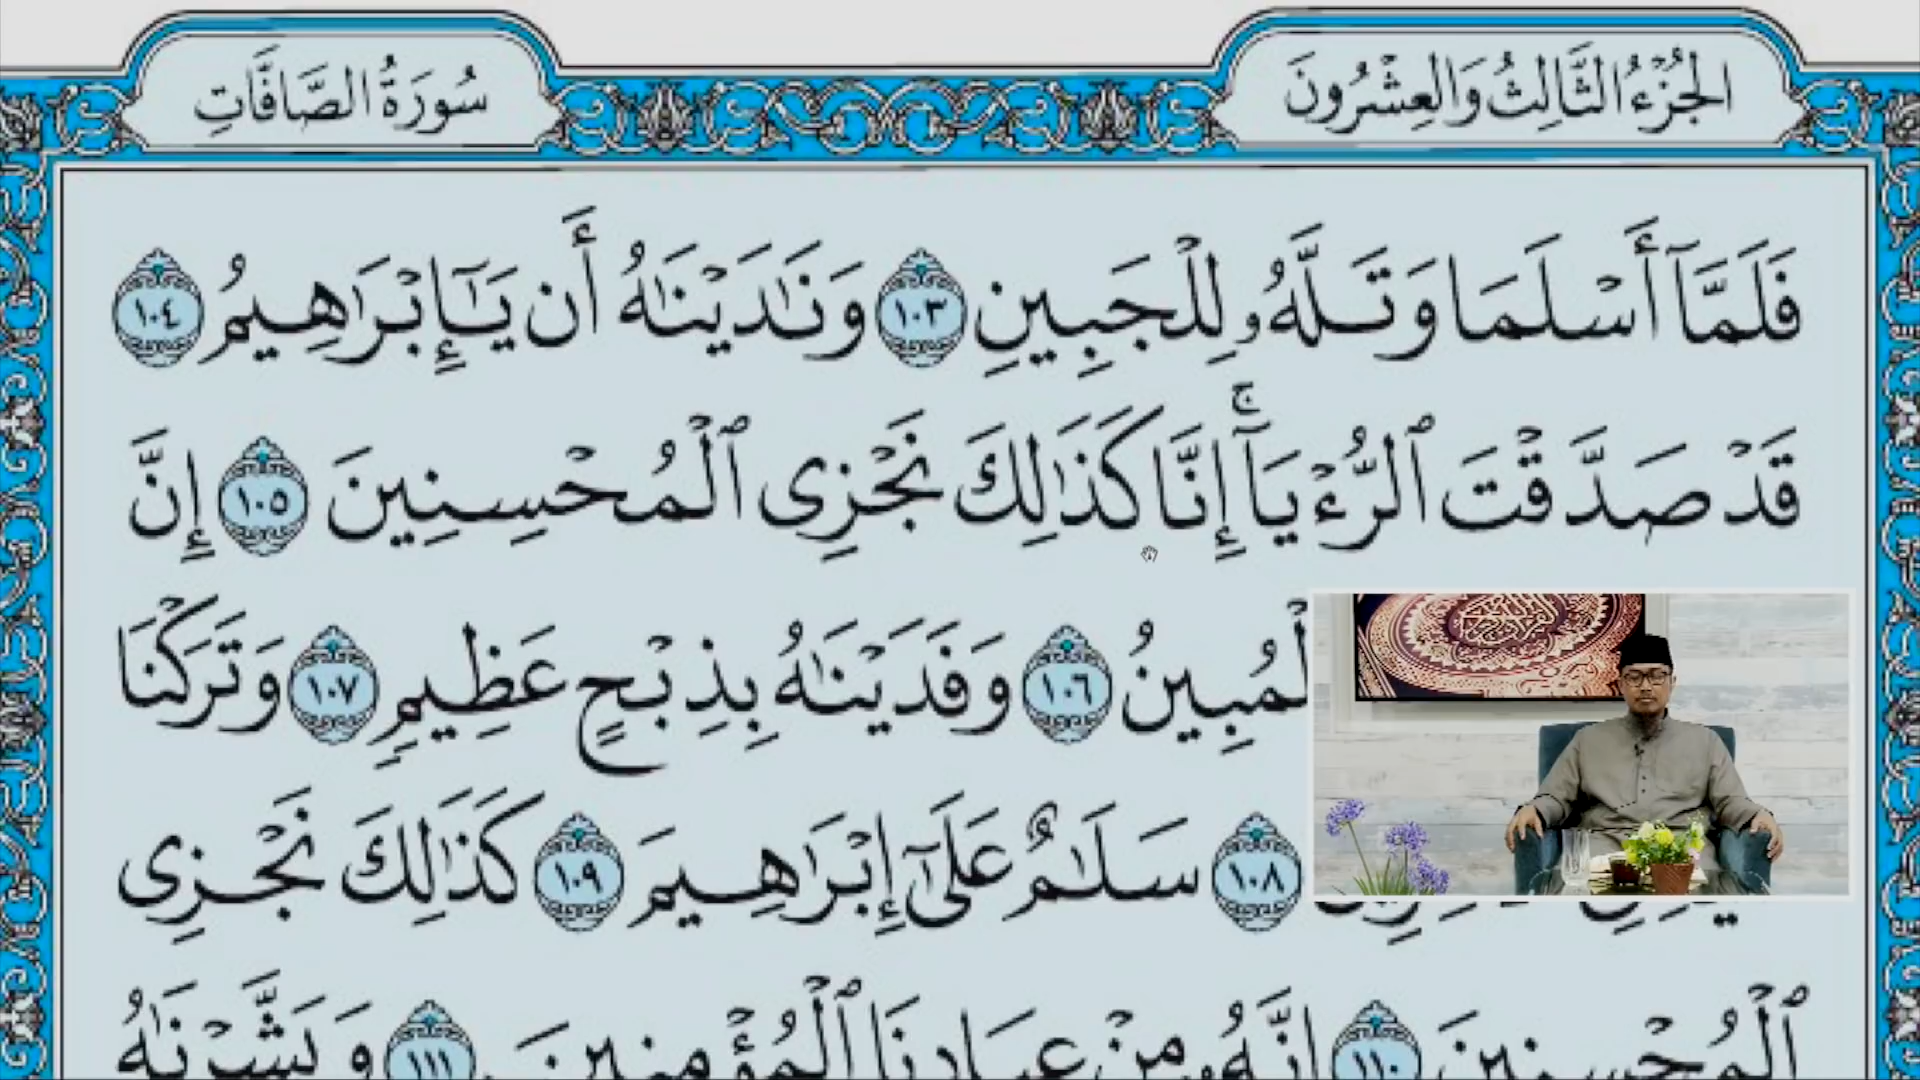 الجُزْءُ الثَّالِثُ وَالعِشْرُونَ
سُورَةُ الصَّافَّاتِ
فَلَمَّآ أَسْلَمَا وَتَلَّهُۥ لِلْجَبِينِ ١٠٣ وَنَٰدَيْنَٰهُ أَن يَٰٓإِبْرَٰهِيمُ ١٠٤
قَدْ صَدَّقْتَ ٱلرُّءْيَآۚ إِنَّا كَذَٰلِكَ نَجْزِى ٱلْمُحْسِنِينَ ١٠٥ إِنَّ
لْمُبِينُ ١٠٦ وَفَدَيْنَٰهُ بِذِبْحٍ عَظِيمٍ ١٠٧ وَتَرَكْنَا
١٠٨ سَلَٰمٌ عَلَىٰٓ إِبْرَٰهِيمَ ١٠٩ كَذَٰلِكَ نَجْزِى
ٱلْمُحْسِنِينَ ١١٠ إِنَّهُۥ مِنْ عِبَادِنَا ٱلْمُؤْمِنِينَ ١١١ وَبَشَّرْنَٰهُ